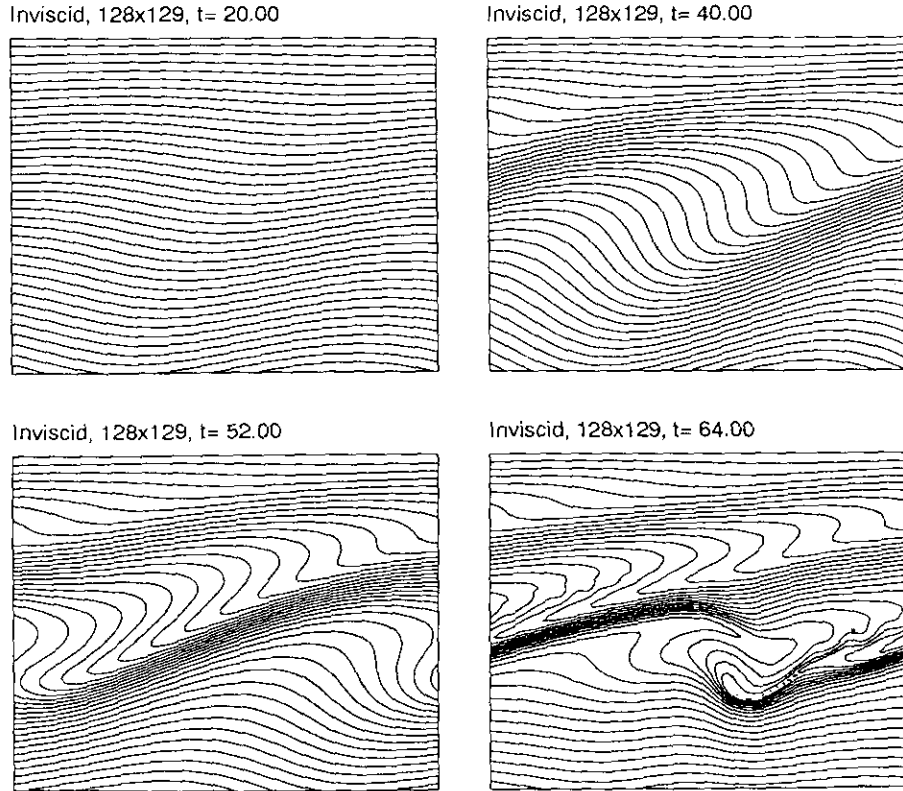 Inviscid, 128x129, t= 20.00
Inviscid, 128x129, t= 40.00
Inviscid, 128x129, t= 52.00
Inviscid, 128x129, t= 64.00